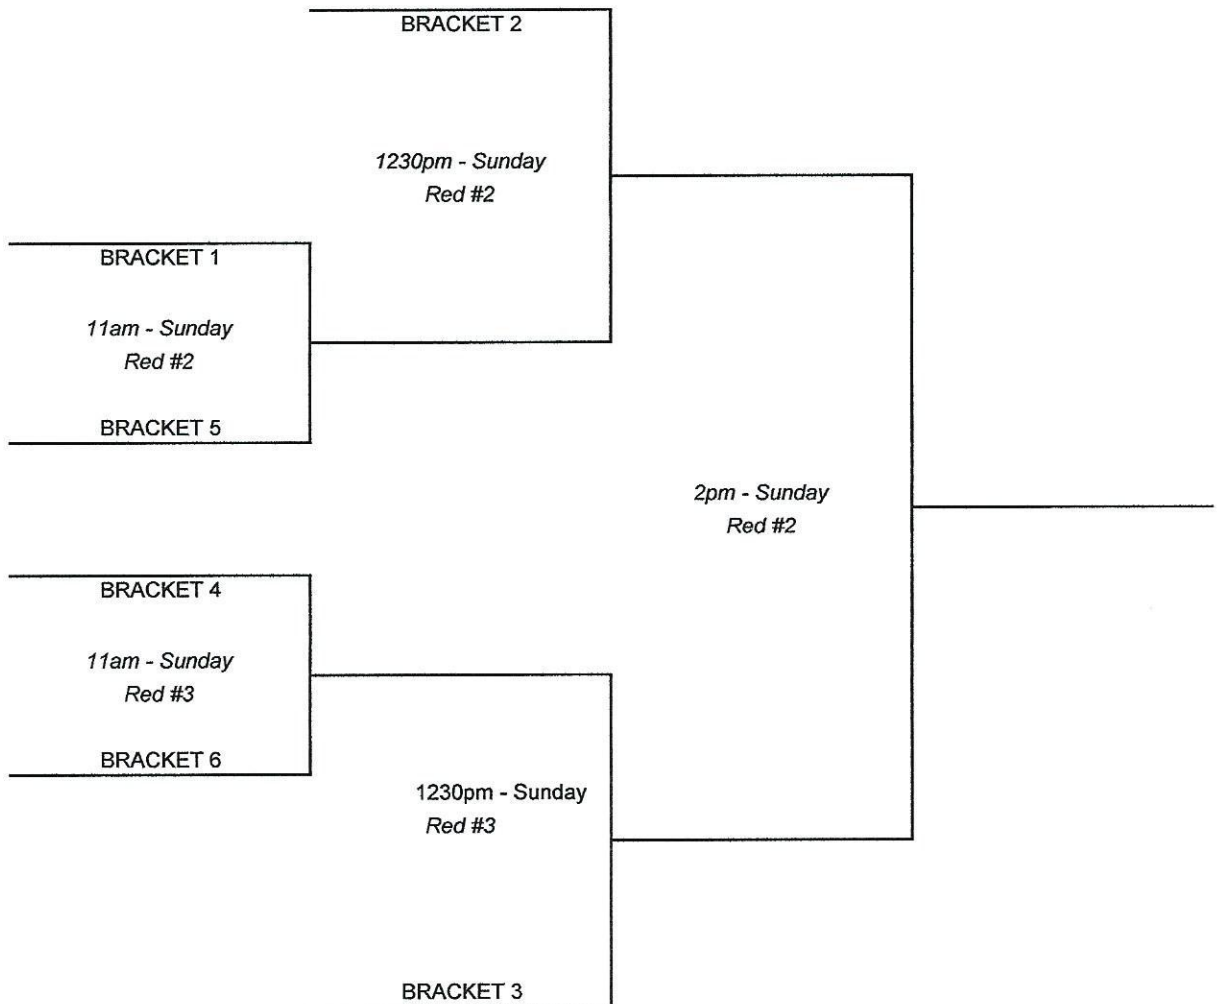 BRACKET 2
1230pm - Sunday
Red #2
BRACKET 1
11am - Sunday
Red #2
BRACKET 5
2pm - Sunday
Red #2
BRACKET 4
11am - Sunday
Red #3
BRACKET 6
1230pm - Sunday
Red #3
BRACKET 3